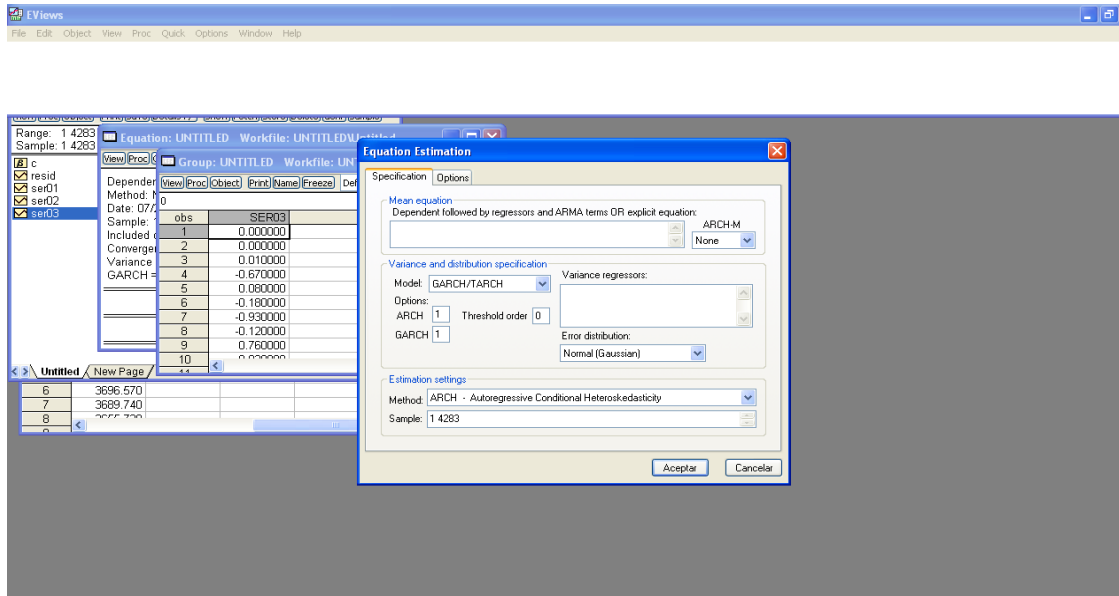 EViews
File Edit Object View Proc Quick Options Window Help
Range: 1 4283
Sample: 1 4283
c
resid
ser01
ser02
ser03
Untitled New Page
Equation: UNTITLED Workfile: UNTITLED\Untitled
View Proc
Depender
Method:
Date: 07/
Sample:
Included
Converger
Variance
GARCH =
Group: UNTITLED Workfile: UN
View Proc Object Print Name Freeze Def
0
obs SER03
1 0.000000
2 0.000000
3 0.010000
4 -0.670000
5 0.080000
6 -0.180000
7 -0.930000
8 -0.120000
9 0.760000
10
6 3696.570
7 3689.740
8
Equation Estimation
Specification Options
Mean equation
Dependent followed by regressors and ARMA terms OR explicit equation:
ARCH-M
None
Variance and distribution specification
Model: GARCH/TARCH
Variance regressors:
Options:
ARCH 1 Threshold order 0
GARCH 1
Error distribution:
Normal (Gaussian)
Estimation settings
Method: ARCH - Autoregressive Conditional Heteroskedasticity
Sample: 1 4283
Aceptar Cancelar